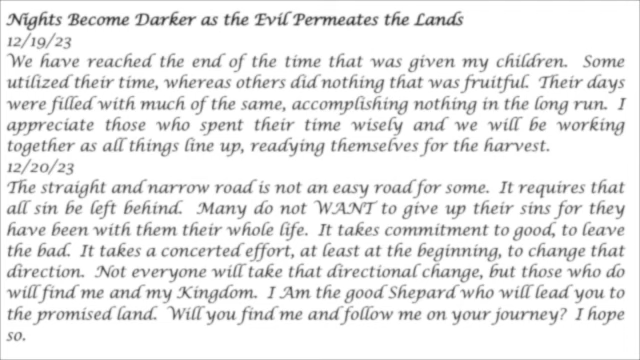 Nights Become Darker as the Evil Permeates the Lands
12/19/23
We have reached the end of the time that was given my children. Some
utilized their time, whereas others did nothing that was fruitful. Their days
were filled with much of the same, accomplishing nothing in the long run. I
appreciate those who spent their time wisely and we will be working
together as all things line up, readying themselves for the harvest.
12/20/23
The straight and narrow road is not an easy road for some. It requires that
all sin be left behind. Many do not WANT to give up their sins for they
have been with them their whole life. It takes commitment to good, to leave
the bad. It takes a concerted effort, at least at the beginning, to change that
direction. Not everyone will take that directional change, but those who do
will find me and my Kingdom. I Am the good Shepard who will lead you to
the promised land. Will you find me and follow me on your journey? I hope
so.